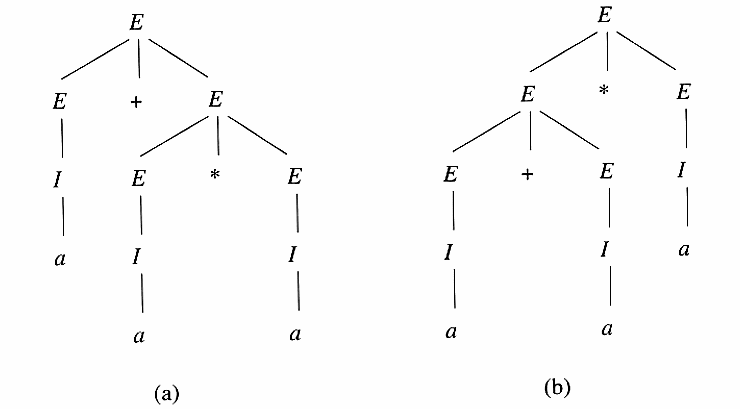 E
E + E
I E * E
a I I
a a
(a)
E
E * E
E + E I
I I a
a a
(b)